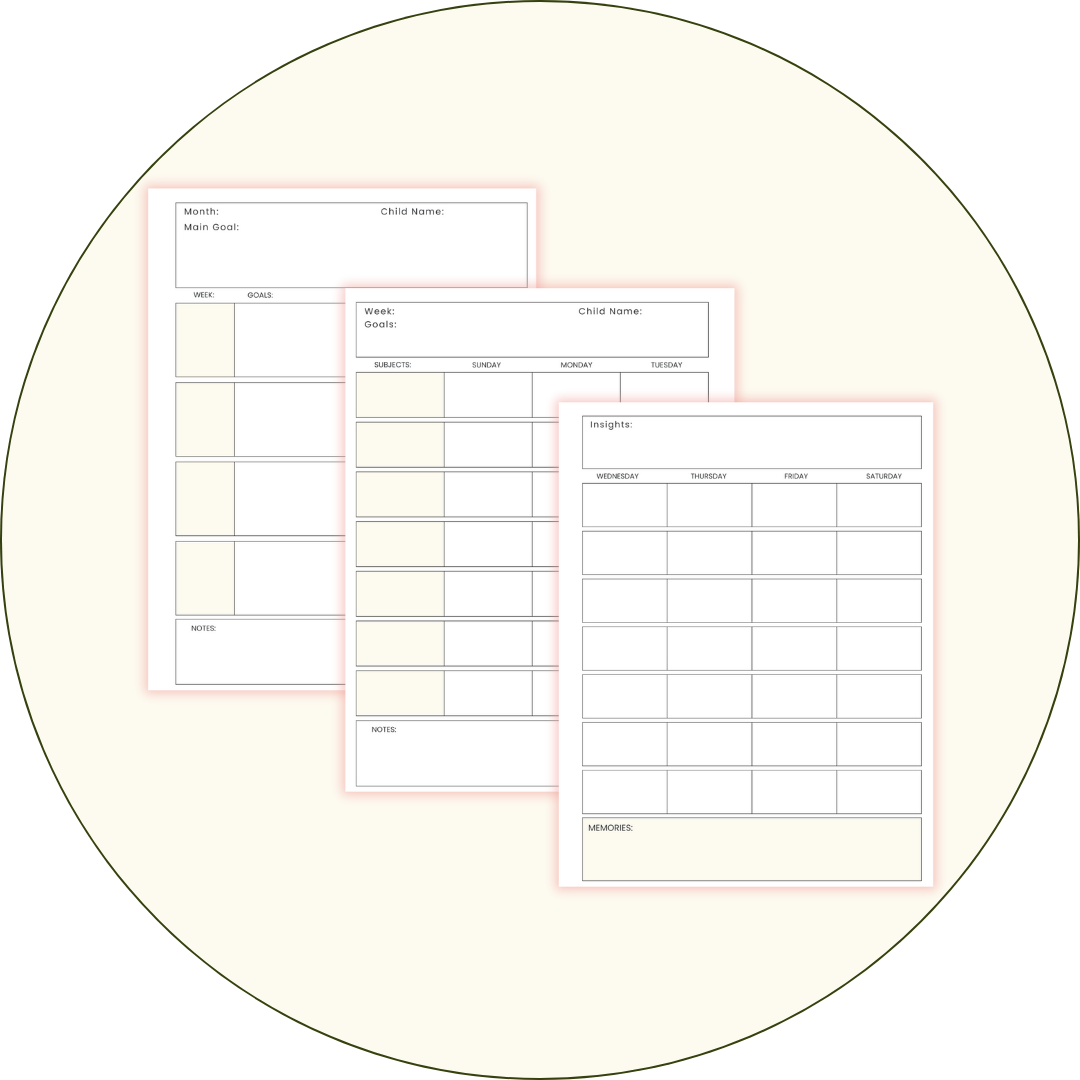 Month: Child Name:
Main Goal:
WEEK: GOALS:
NOTES:
Week: Child Name:
Goals:
SUBJECTS: SUNDAY MONDAY TUESDAY
NOTES:
Insights:
WEDNESDAY THURSDAY FRIDAY SATURDAY
MEMORIES: